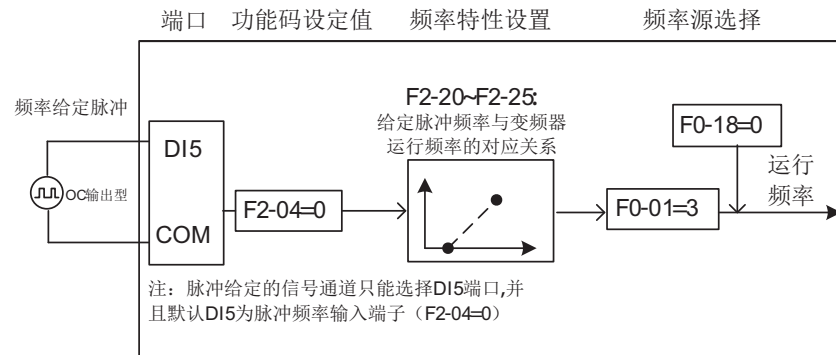 端口 功能码设定值 频率特性设置 频率源选择
频率给定脉冲
F2-20~F2-25:
给定脉冲频率与变频器
运行频率的对应关系
F0-18=0
DI5
运行
频率
OC输出型
F2-04=0
F0-01=3
COM
注：脉冲给定的信号通道只能选择DI5端口,并
且默认DI5为脉冲频率输入端子（F2-04=0）